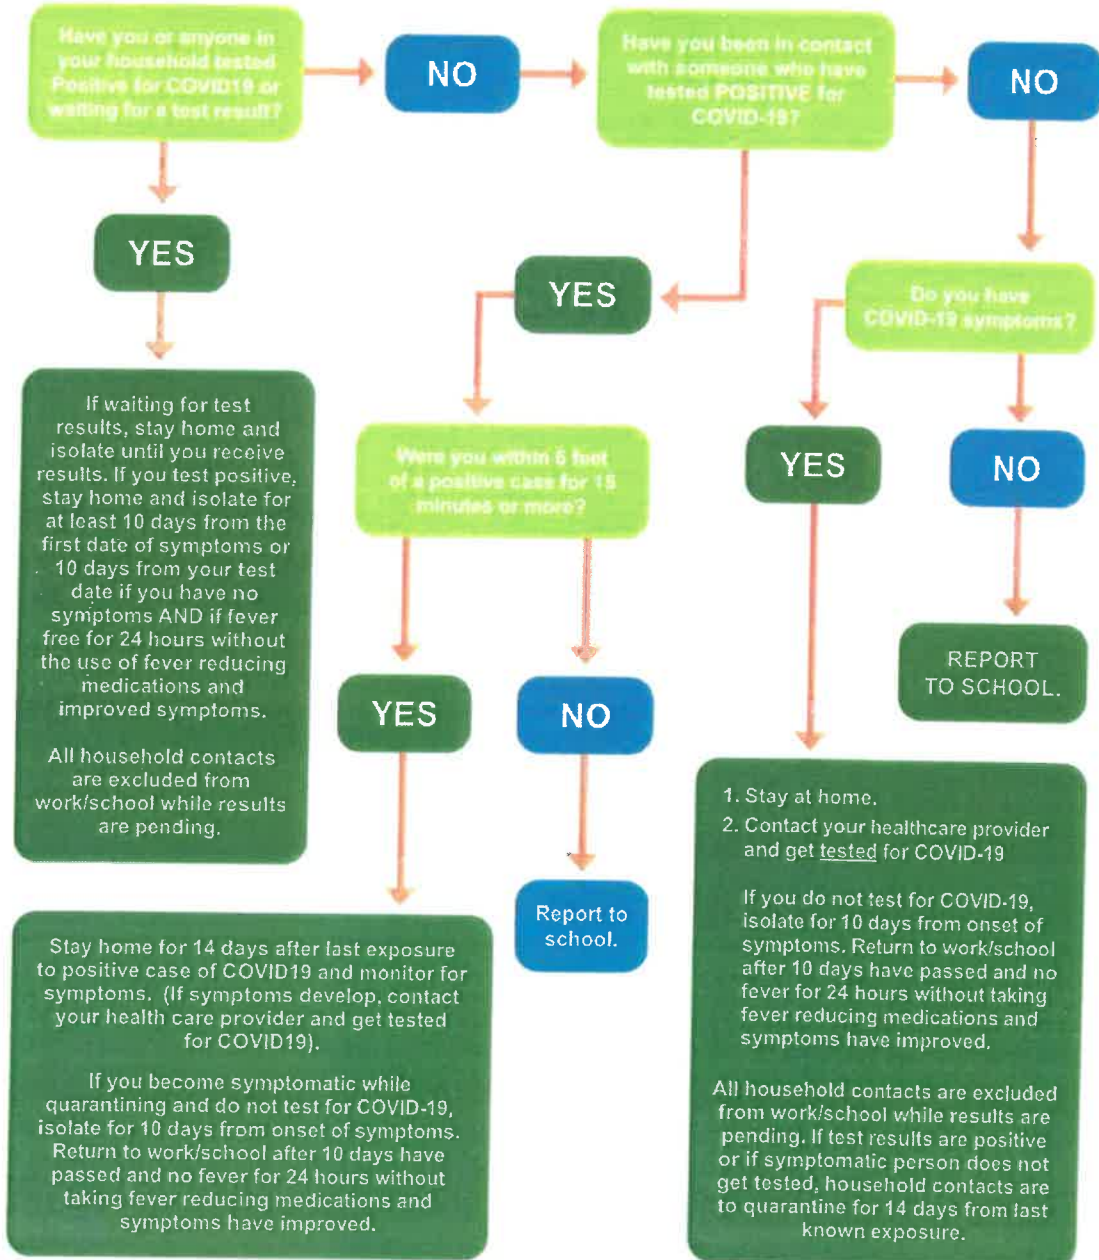 Have you or anyone in
your household tested
Positive for COVID19 or
waiting for a test result?
NO
Have you been in contact
with someone who have
tested POSITIVE for
COVID-19?
NO
YES
YES
Do you have
COVID-19 symptoms?
If waiting for test
results, stay home and
isolate until you receive
results. If you test positive,
stay home and isolate for
at least 10 days from the
first date of symptoms or
10 days from your test
date if you have no
symptoms AND if fever
free for 24 hours without
the use of fever reducing
medications and
improved symptoms.
All household contacts
are excluded from
work/school while results
are pending.
Were you within 6 feet
of a positive case for 15
minutes or more?
YES
NO
REPORT
TO SCHOOL.
YES
NO
Report to
school.
Stay home for 14 days after last exposure
to positive case of COVID19 and monitor for
symptoms. (If symptoms develop, contact
your health care provider and get tested
for COVID19).
If you become symptomatic while
quarantining and do not test for COVID-19,
isolate for 10 days from onset of symptoms.
Return to work/school after 10 days have
passed and no fever for 24 hours without
taking fever reducing medications and
symptoms have improved.
1. Stay at home.
2. Contact your healthcare provider
and get tested for COVID-19
If you do not test for COVID-19,
isolate for 10 days from onset of
symptoms. Return to work/school
after 10 days have passed and no
fever for 24 hours without taking
fever reducing medications and
symptoms have improved.
All household contacts are excluded
from work/school while results are
pending. If test results are positive
or if symptomatic person does not
get tested, household contacts are
to quarantine for 14 days from last
known exposure.